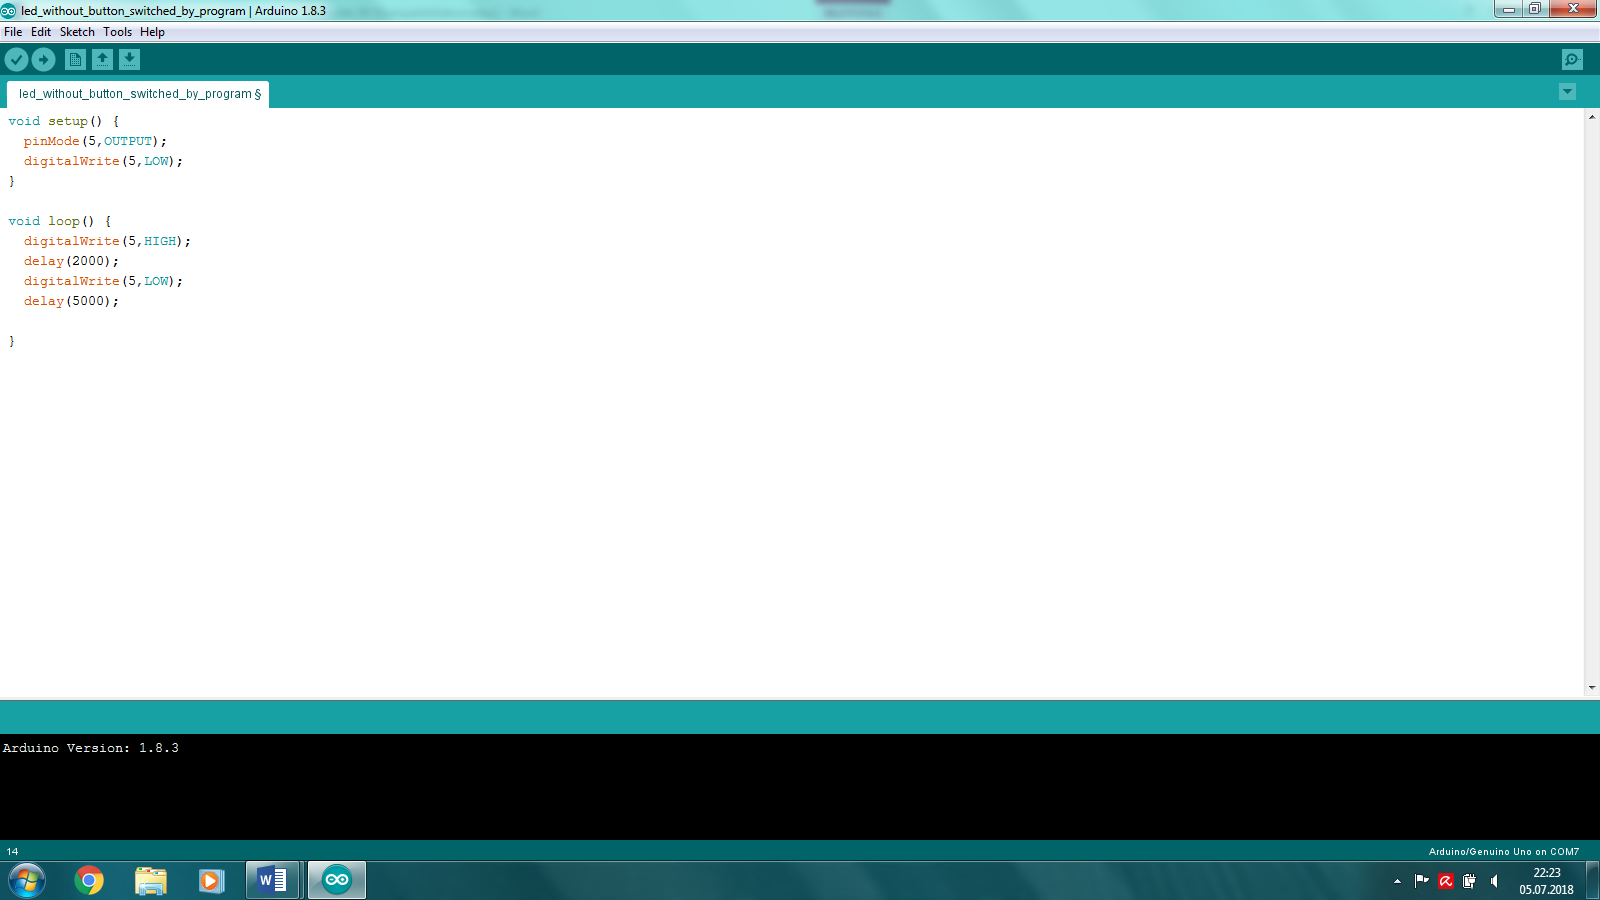 led_without_button_switched_by_program | Arduino 1.8.3
File Edit Sketch Tools Help
led_without_button_switched_by_program §
void setup() {
  pinMode(5,OUTPUT);
  digitalWrite(5,LOW);
}
void loop() {
  digitalWrite(5,HIGH);
  delay(2000);
  digitalWrite(5,LOW);
  delay(5000);
}
Arduino Version: 1.8.3
14 Arduino/Genuino Uno on COM7
W
22:23
05.07.2018